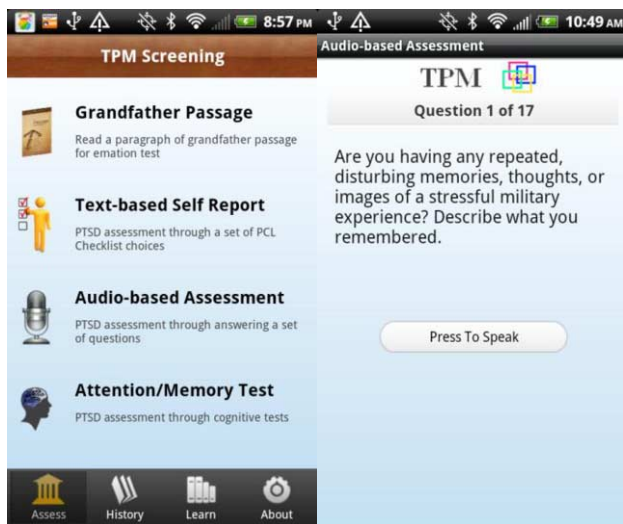 8:57 PM
TPM Screening
Grandfather Passage
Read a paragraph of grandfather passage
for emation test
Text-based Self Report
PTSD assessment through a set of PCL
Checklist choices
Audio-based Assessment
PTSD assessment through answering a set
of questions
Attention/Memory Test
PTSD assessment through cognitive tests
Assess
History
Learn
About
10:49 AM
Audio-based Assessment
TPM
Question 1 of 17
Are you having any repeated,
disturbing memories, thoughts, or
images of a stressful military
experience? Describe what you
remembered.
Press To Speak